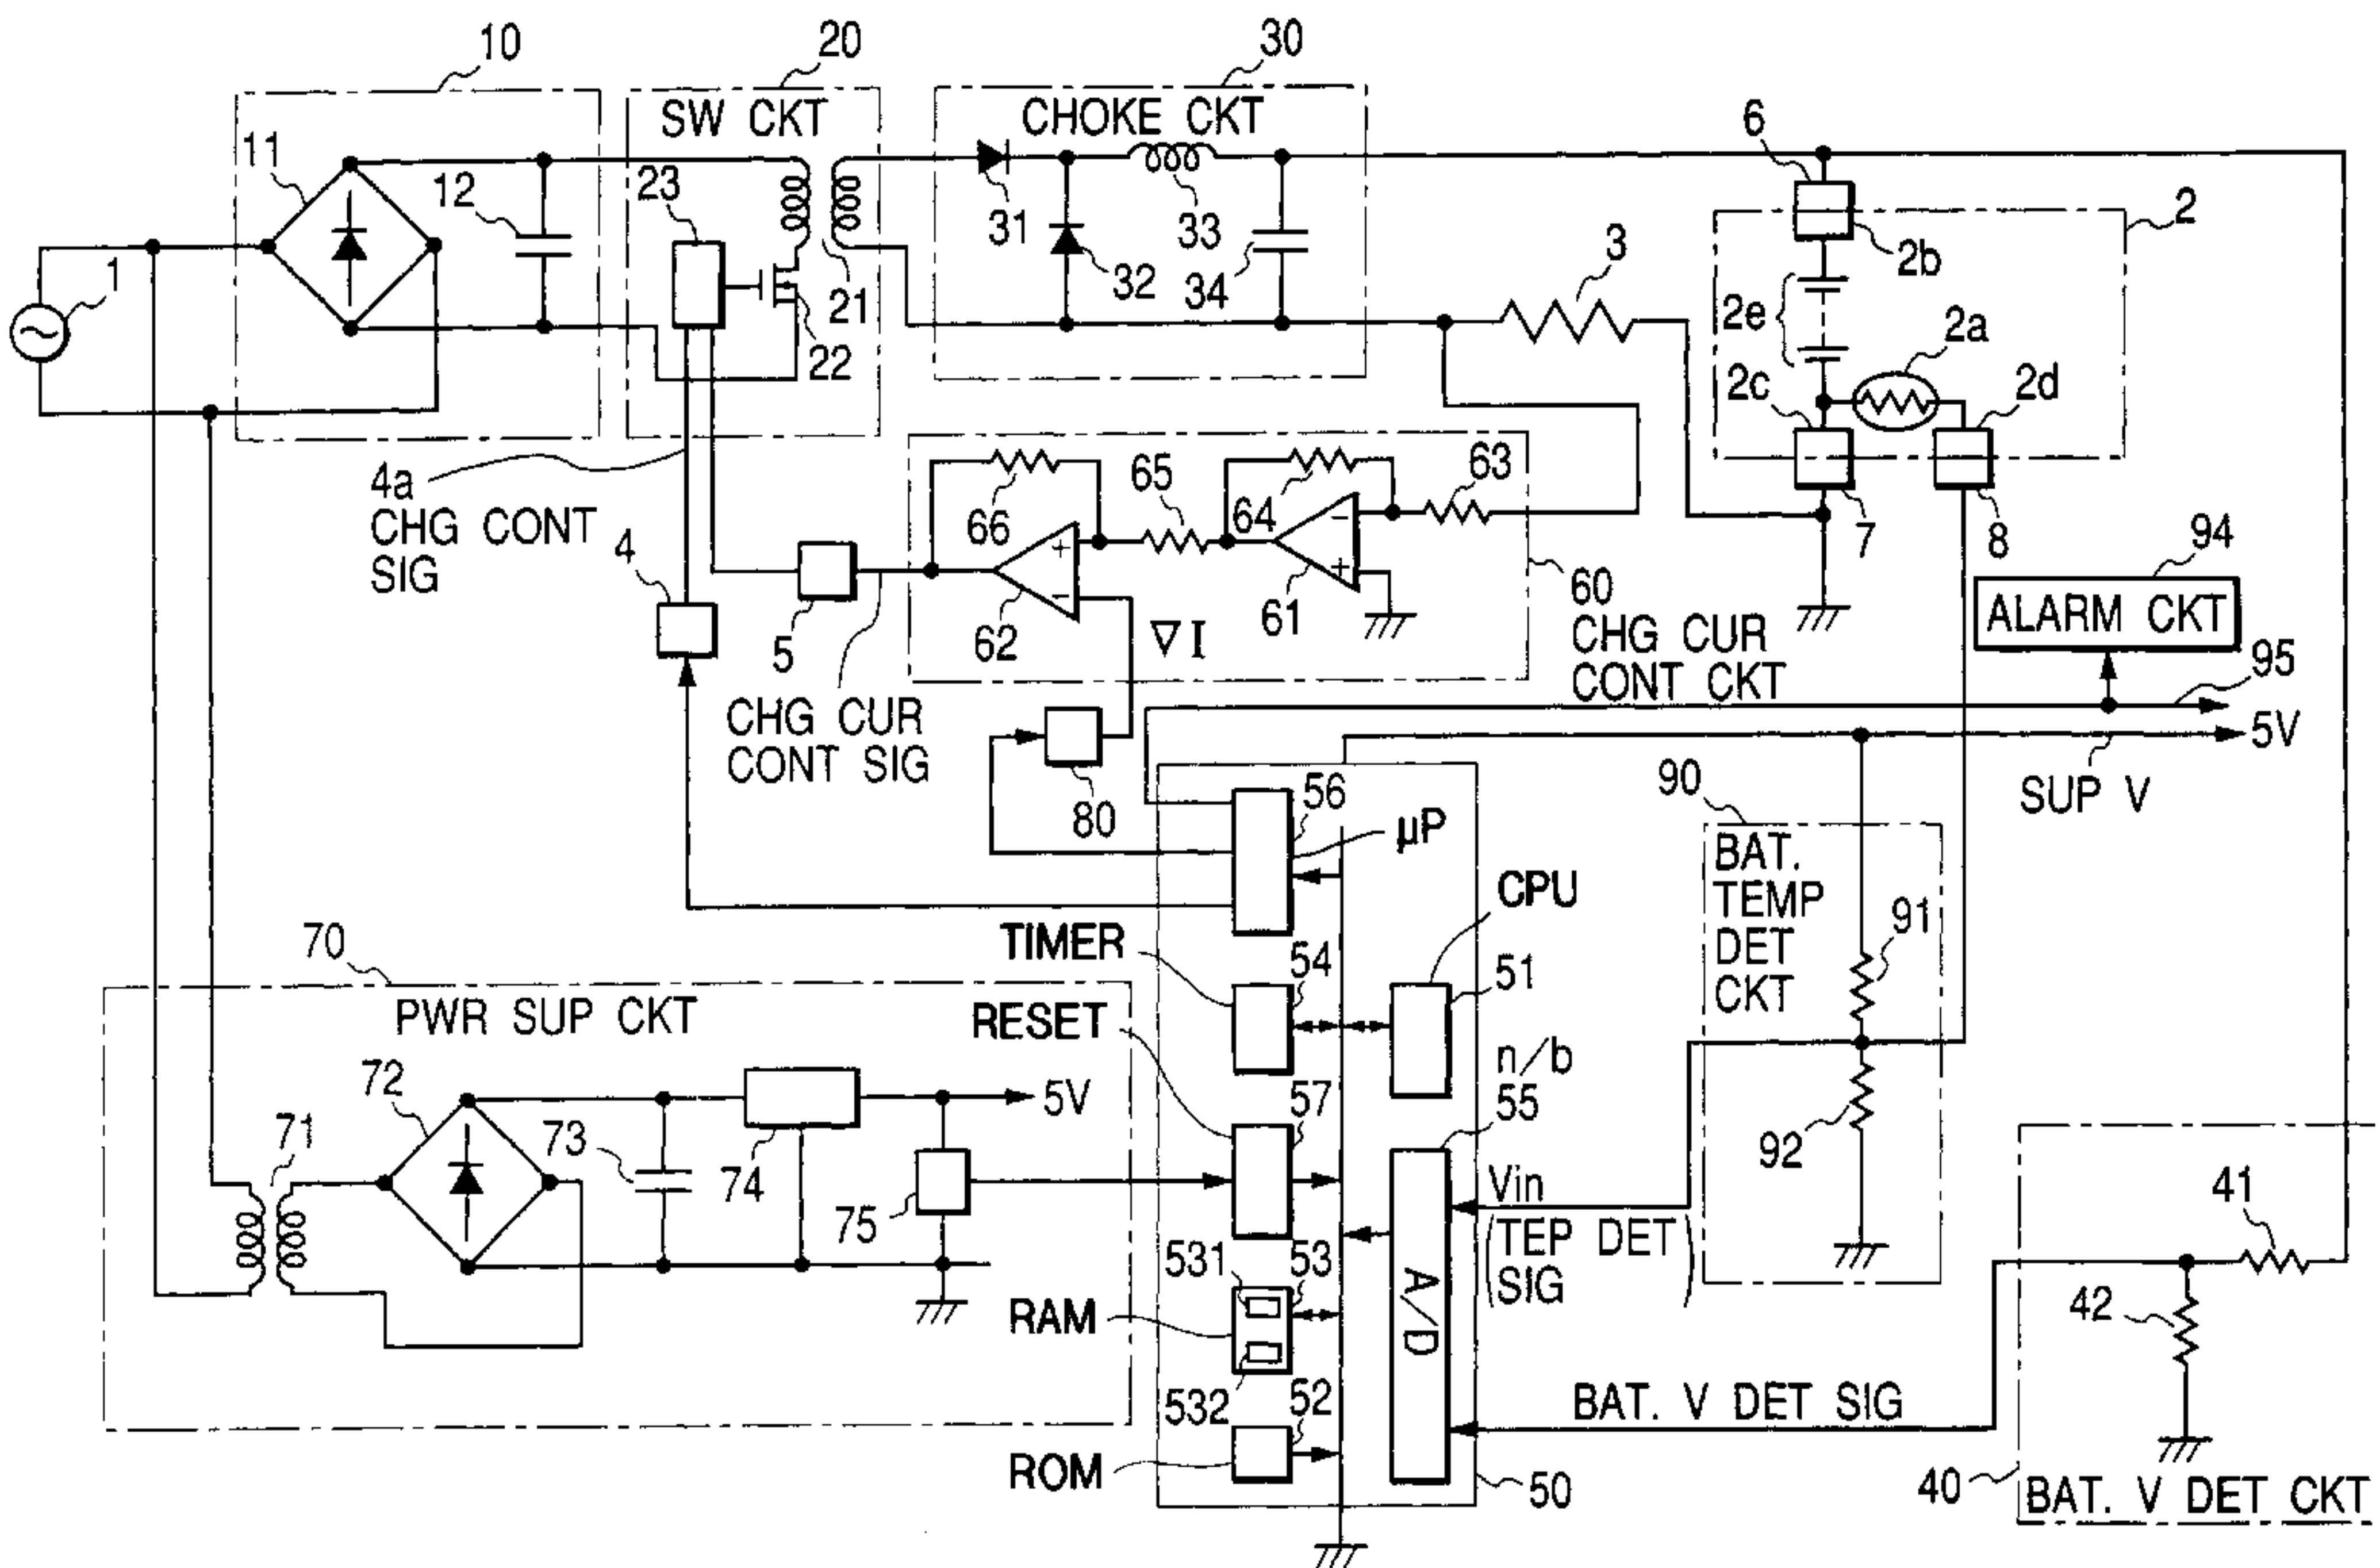 10
20
30
SW CKT
CHOKE CKT
6
11
12
23
31
32
33
34
3
2
2b
2e
2a
1
21
22
2c
2d
4a
CHG CONT
SIG
66
65
64
63
7
8
94
4
5
62
61
∇I
60
CHG CUR
CONT CKT
ALARM CKT
95
CHG CUR
CONT SIG
5V
SUP V
80
56
μP
90
BAT.
TEMP
DET
CKT
91
CPU
TIMER
54
51
70
PWR SUP CKT
RESET
n/b
72
57
55
92
71
73
74
5V
75
Vin
(TEP DET
SIG)
41
531
53
RAM
A/D
42
532
52
BAT. V DET SIG
ROM
50
40
BAT. V DET CKT